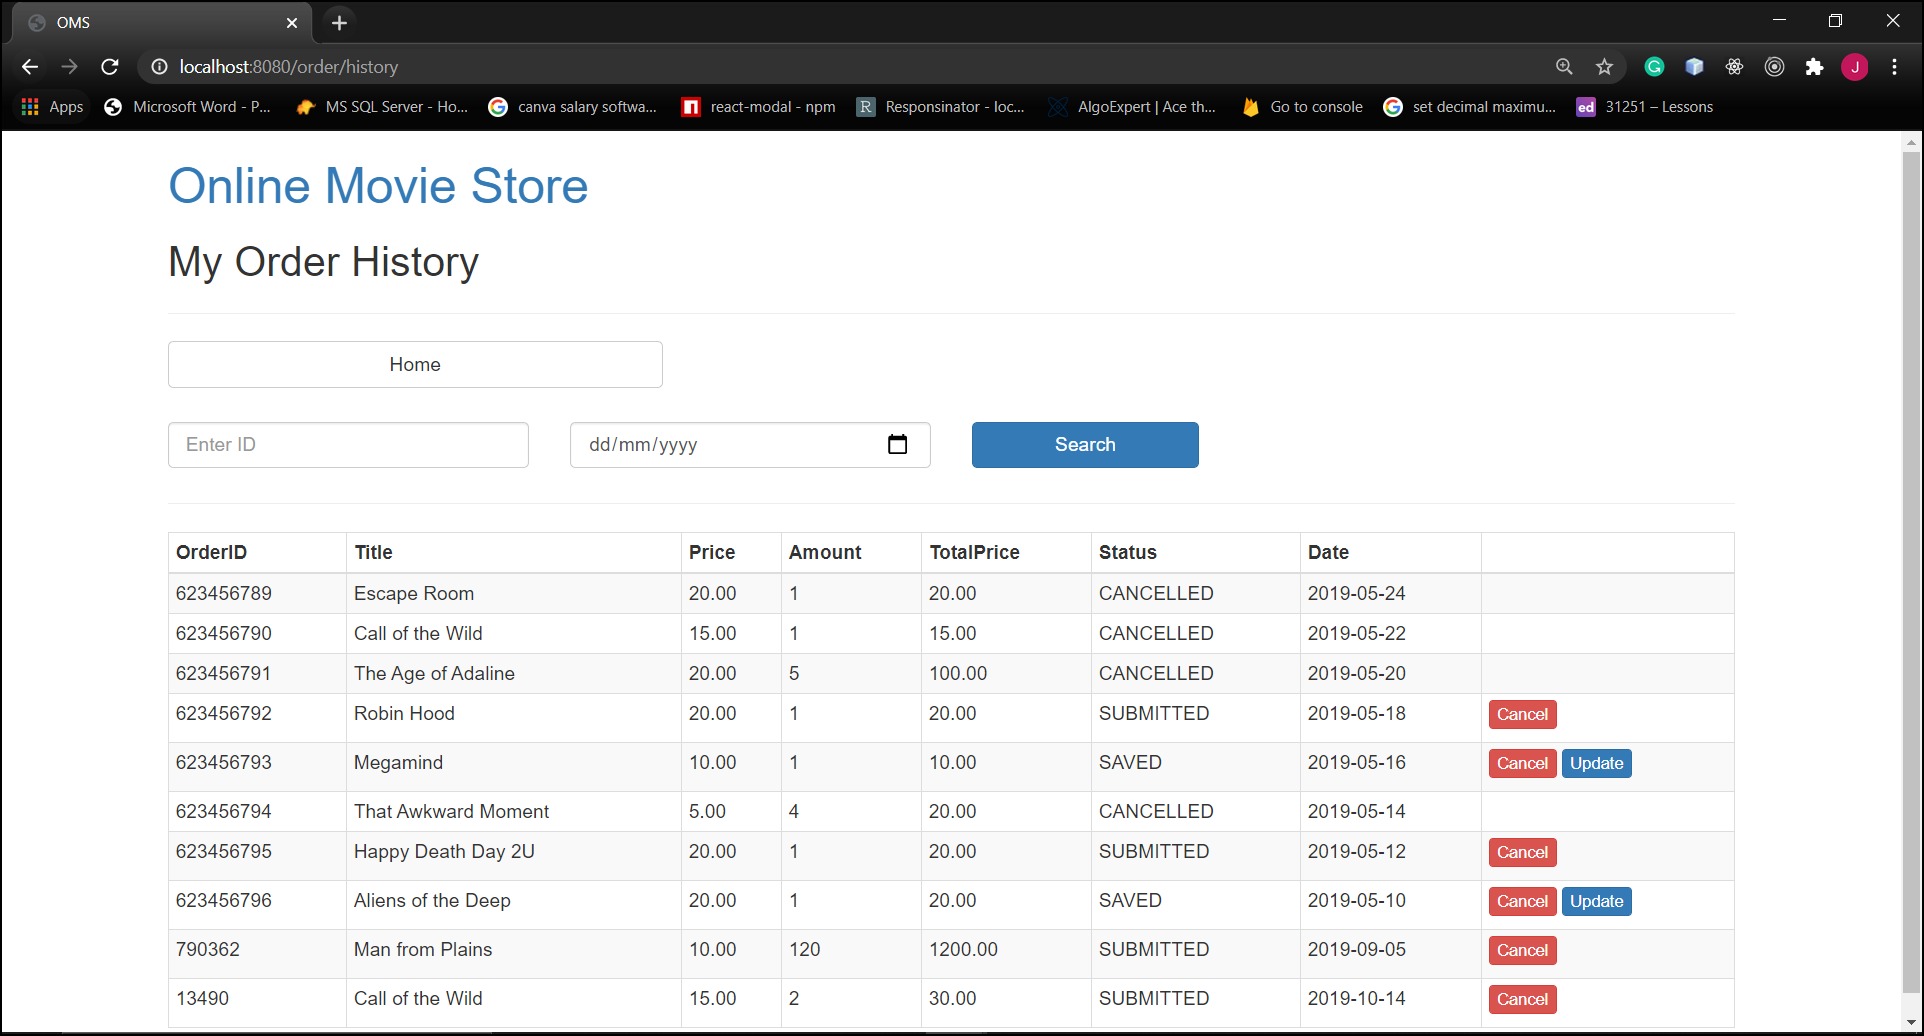 OMS
localhost:8080/order/history
J
Apps Microsoft Word - P... MS SQL Server - Ho... canva salary softwa... react-modal - npm R Responsinator - loc... AlgoExpert | Ace th... Go to console set decimal maximu... ed 31251 – Lessons
Online Movie Store
My Order History
Home
Enter ID dd/mm/yyyy Search
OrderID Title Price Amount TotalPrice Status Date
623456789 Escape Room 20.00 1 20.00 CANCELLED 2019-05-24
623456790 Call of the Wild 15.00 1 15.00 CANCELLED 2019-05-22
623456791 The Age of Adaline 20.00 5 100.00 CANCELLED 2019-05-20
623456792 Robin Hood 20.00 1 20.00 SUBMITTED 2019-05-18 Cancel
623456793 Megamind 10.00 1 10.00 SAVED 2019-05-16 Cancel Update
623456794 That Awkward Moment 5.00 4 20.00 CANCELLED 2019-05-14
623456795 Happy Death Day 2U 20.00 1 20.00 SUBMITTED 2019-05-12 Cancel
623456796 Aliens of the Deep 20.00 1 20.00 SAVED 2019-05-10 Cancel Update
790362 Man from Plains 10.00 120 1200.00 SUBMITTED 2019-09-05 Cancel
13490 Call of the Wild 15.00 2 30.00 SUBMITTED 2019-10-14 Cancel